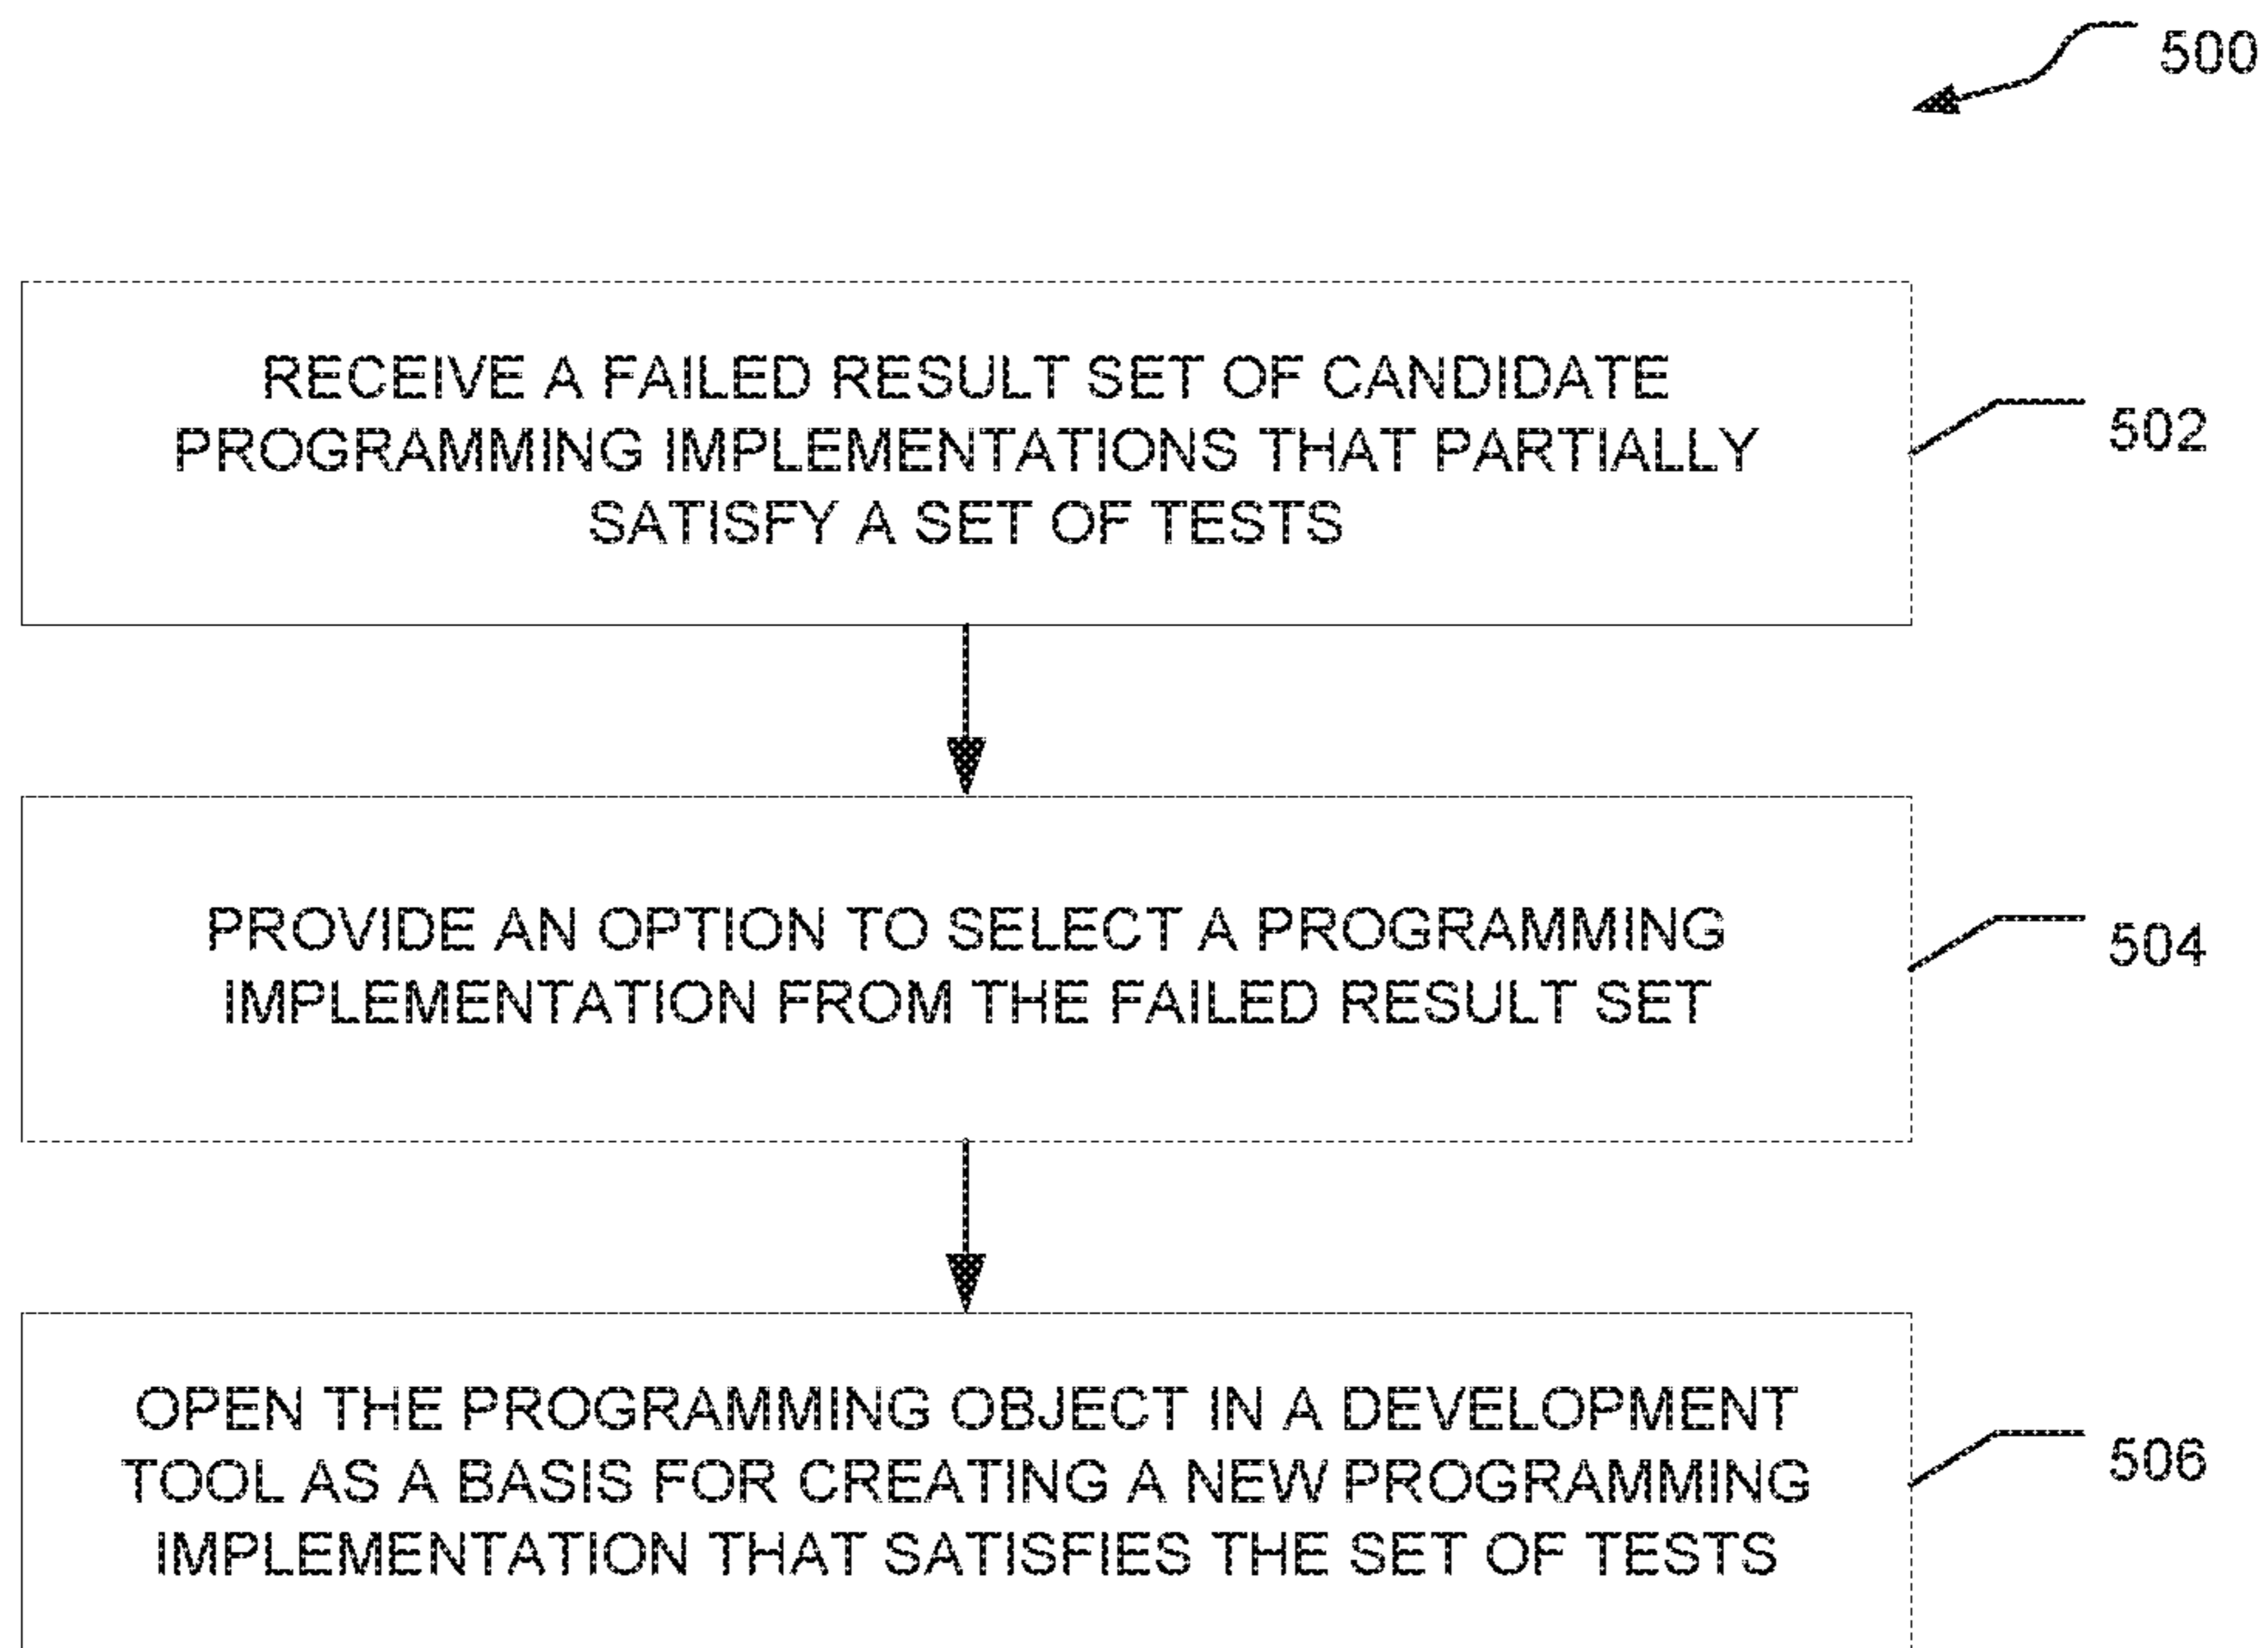 500
RECEIVE A FAILED RESULT SET OF CANDIDATE
PROGRAMMING IMPLEMENTATIONS THAT PARTIALLY
SATISFY A SET OF TESTS
502
PROVIDE AN OPTION TO SELECT A PROGRAMMING
IMPLEMENTATION FROM THE FAILED RESULT SET
504
OPEN THE PROGRAMMING OBJECT IN A DEVELOPMENT
TOOL AS A BASIS FOR CREATING A NEW PROGRAMMING
IMPLEMENTATION THAT SATISFIES THE SET OF TESTS
506